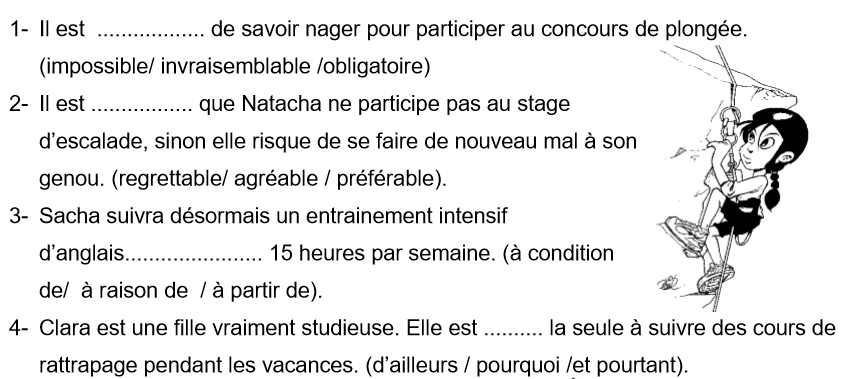 1- Il est .................. de savoir nager pour participer au concours de plongée.
(impossible/ invraisemblable /obligatoire)
2- Il est ................. que Natacha ne participe pas au stage
d’escalade, sinon elle risque de se faire de nouveau mal à son
genou. (regrettable/ agréable / préférable).
3- Sacha suivra désormais un entrainement intensif
d’anglais....................... 15 heures par semaine. (à condition
de/ à raison de / à partir de).
4- Clara est une fille vraiment studieuse. Elle est .......... la seule à suivre des cours de
rattrapage pendant les vacances. (d’ailleurs / pourquoi /et pourtant).